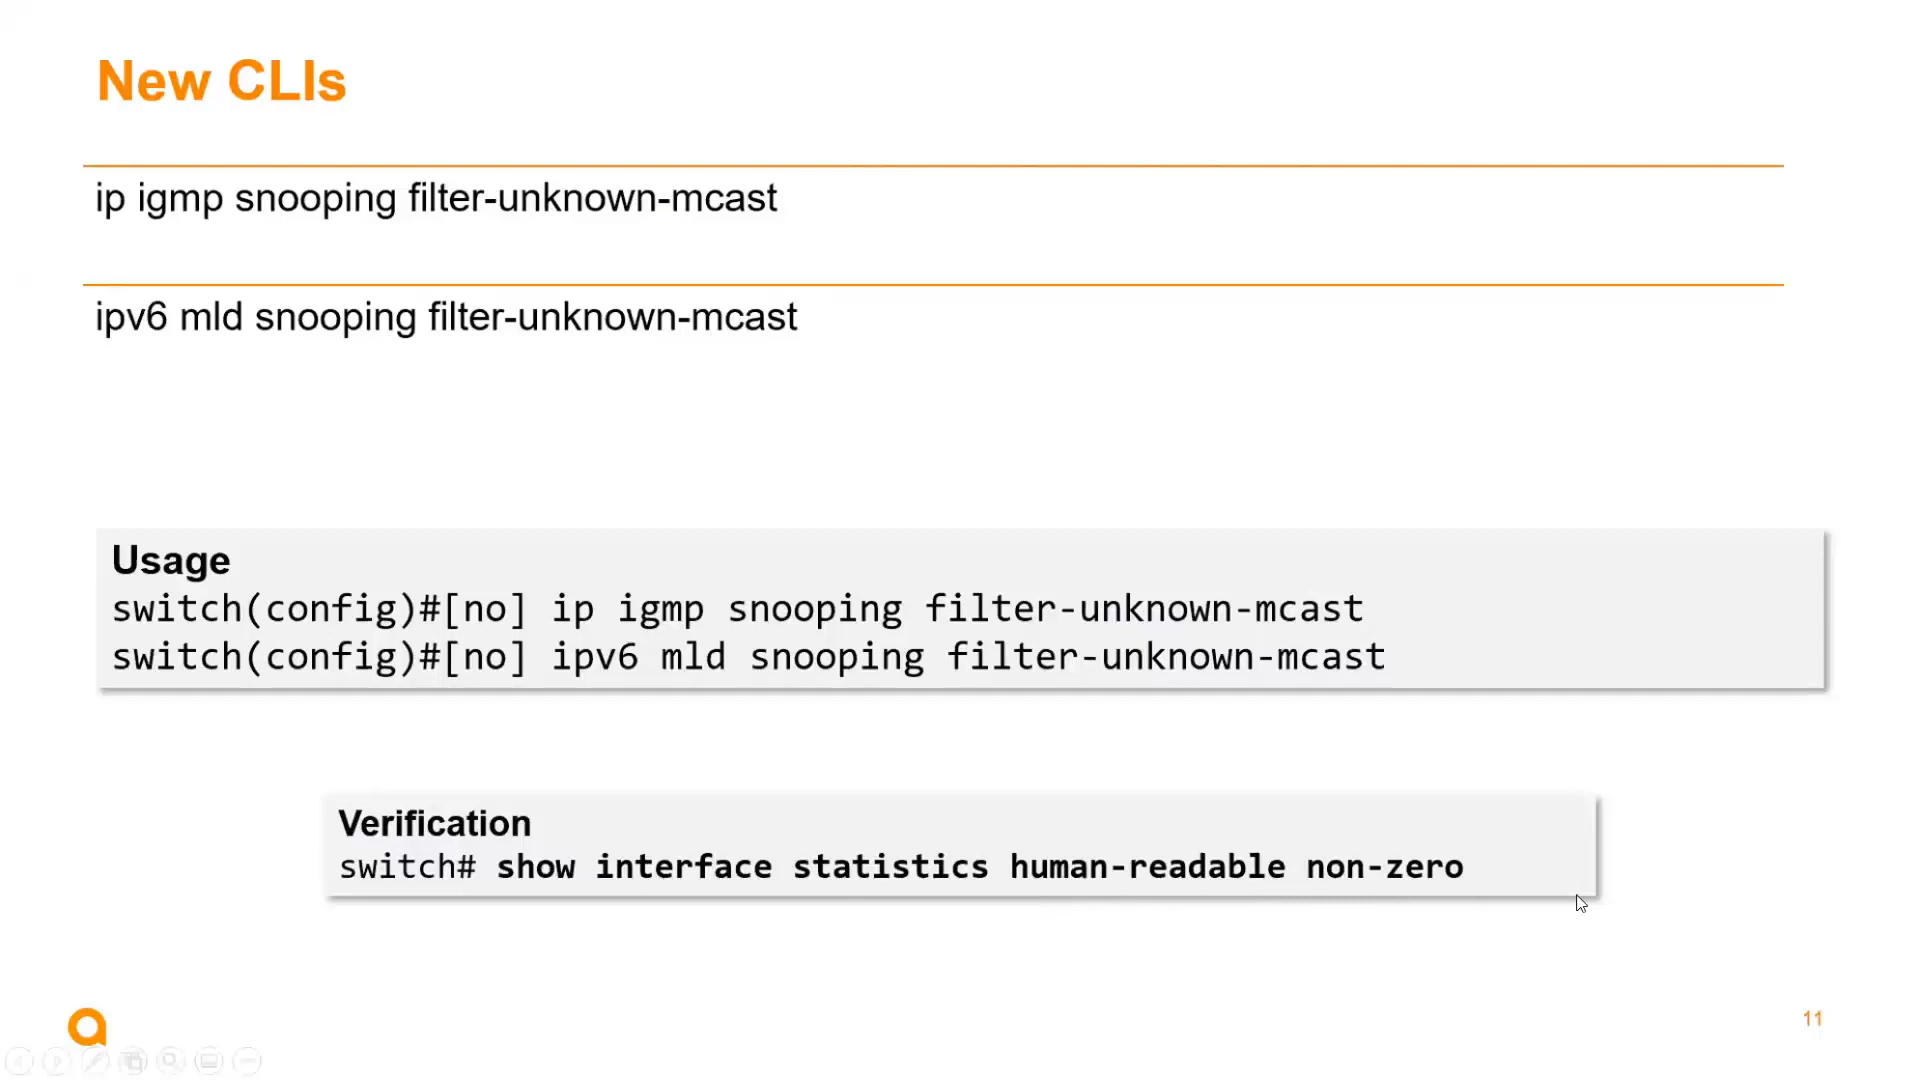 New CLIs
ip igmp snooping filter-unknown-mcast
ipv6 mld snooping filter-unknown-mcast
Usage
switch(config)#[no] ip igmp snooping filter-unknown-mcast
switch(config)#[no] ipv6 mld snooping filter-unknown-mcast
Verification
switch# show interface statistics human-readable non-zero
11